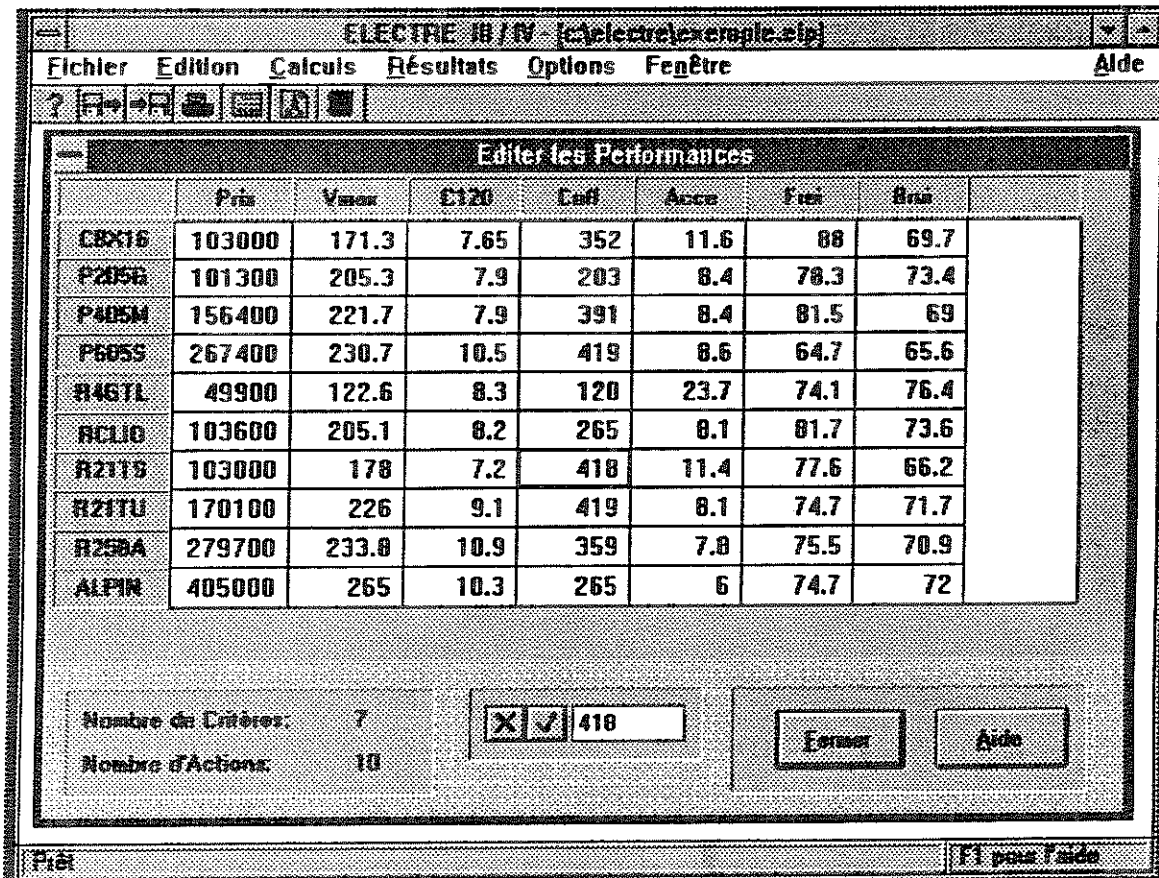 ELECTRE III / IV - [c:\electre\exemple.elp]
Fichier Edition Calculs Résultats Options Fenêtre Aide
?
Editer les Performances
Prix Vmax C120 Coff Acce Frei Brui
CBX16 103000 171.3 7.65 352 11.6 88 69.7
P205G 101300 205.3 7.9 203 8.4 78.3 73.4
P405M 156400 221.7 7.9 391 8.4 81.5 69
P605S 267400 230.7 10.5 419 8.6 64.7 65.6
R4GTL 49900 122.6 8.3 120 23.7 74.1 76.4
RCLIO 103600 205.1 8.2 265 8.1 81.7 73.6
R21TS 103000 178 7.2 418 11.4 77.6 66.2
R21TU 170100 226 9.1 419 8.1 74.7 71.7
R25BA 279700 233.8 10.9 359 7.8 75.5 70.9
ALPIN 405000 265 10.3 265 6 74.7 72
Nombre de Critères: 7
Nombre d'Actions: 10
418
Fermer
Aide
Prêt
F1 pour l'aide